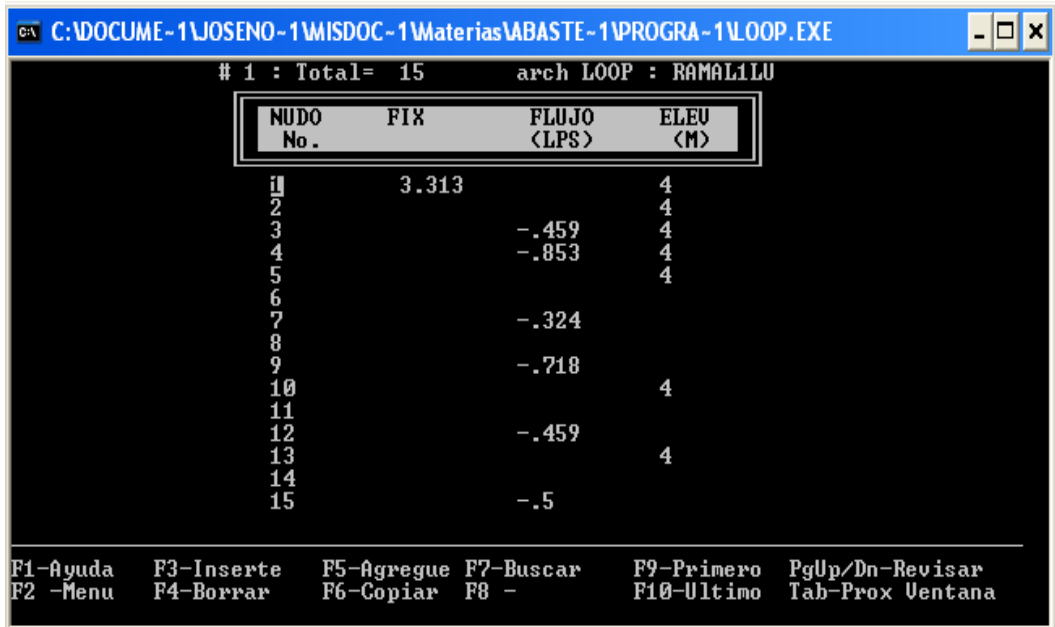 C:\DOCUME~1\JOSENO~1\MISDOC~1\Materias\ABASTE~1\PROGRA~1\LOOP.EXE
# 1 : Total= 15 arch LOOP : RAMAL1LU
NUDO FIX FLUJO ELEV
No. (LPS) (M)
1 3.313 4
2 4
3 -.459 4
4 -.853 4
5 4
6
7 -.324
8
9 -.718
10 4
11
12 -.459
13 4
14
15 -.5
F1-Ayuda F3-Inserte F5-Agregue F7-Buscar F9-Primero PgUp/Dn-Revisar
F2 -Menu F4-Borrar F6-Copiar F8 - F10-Ultimo Tab-Prox Ventana